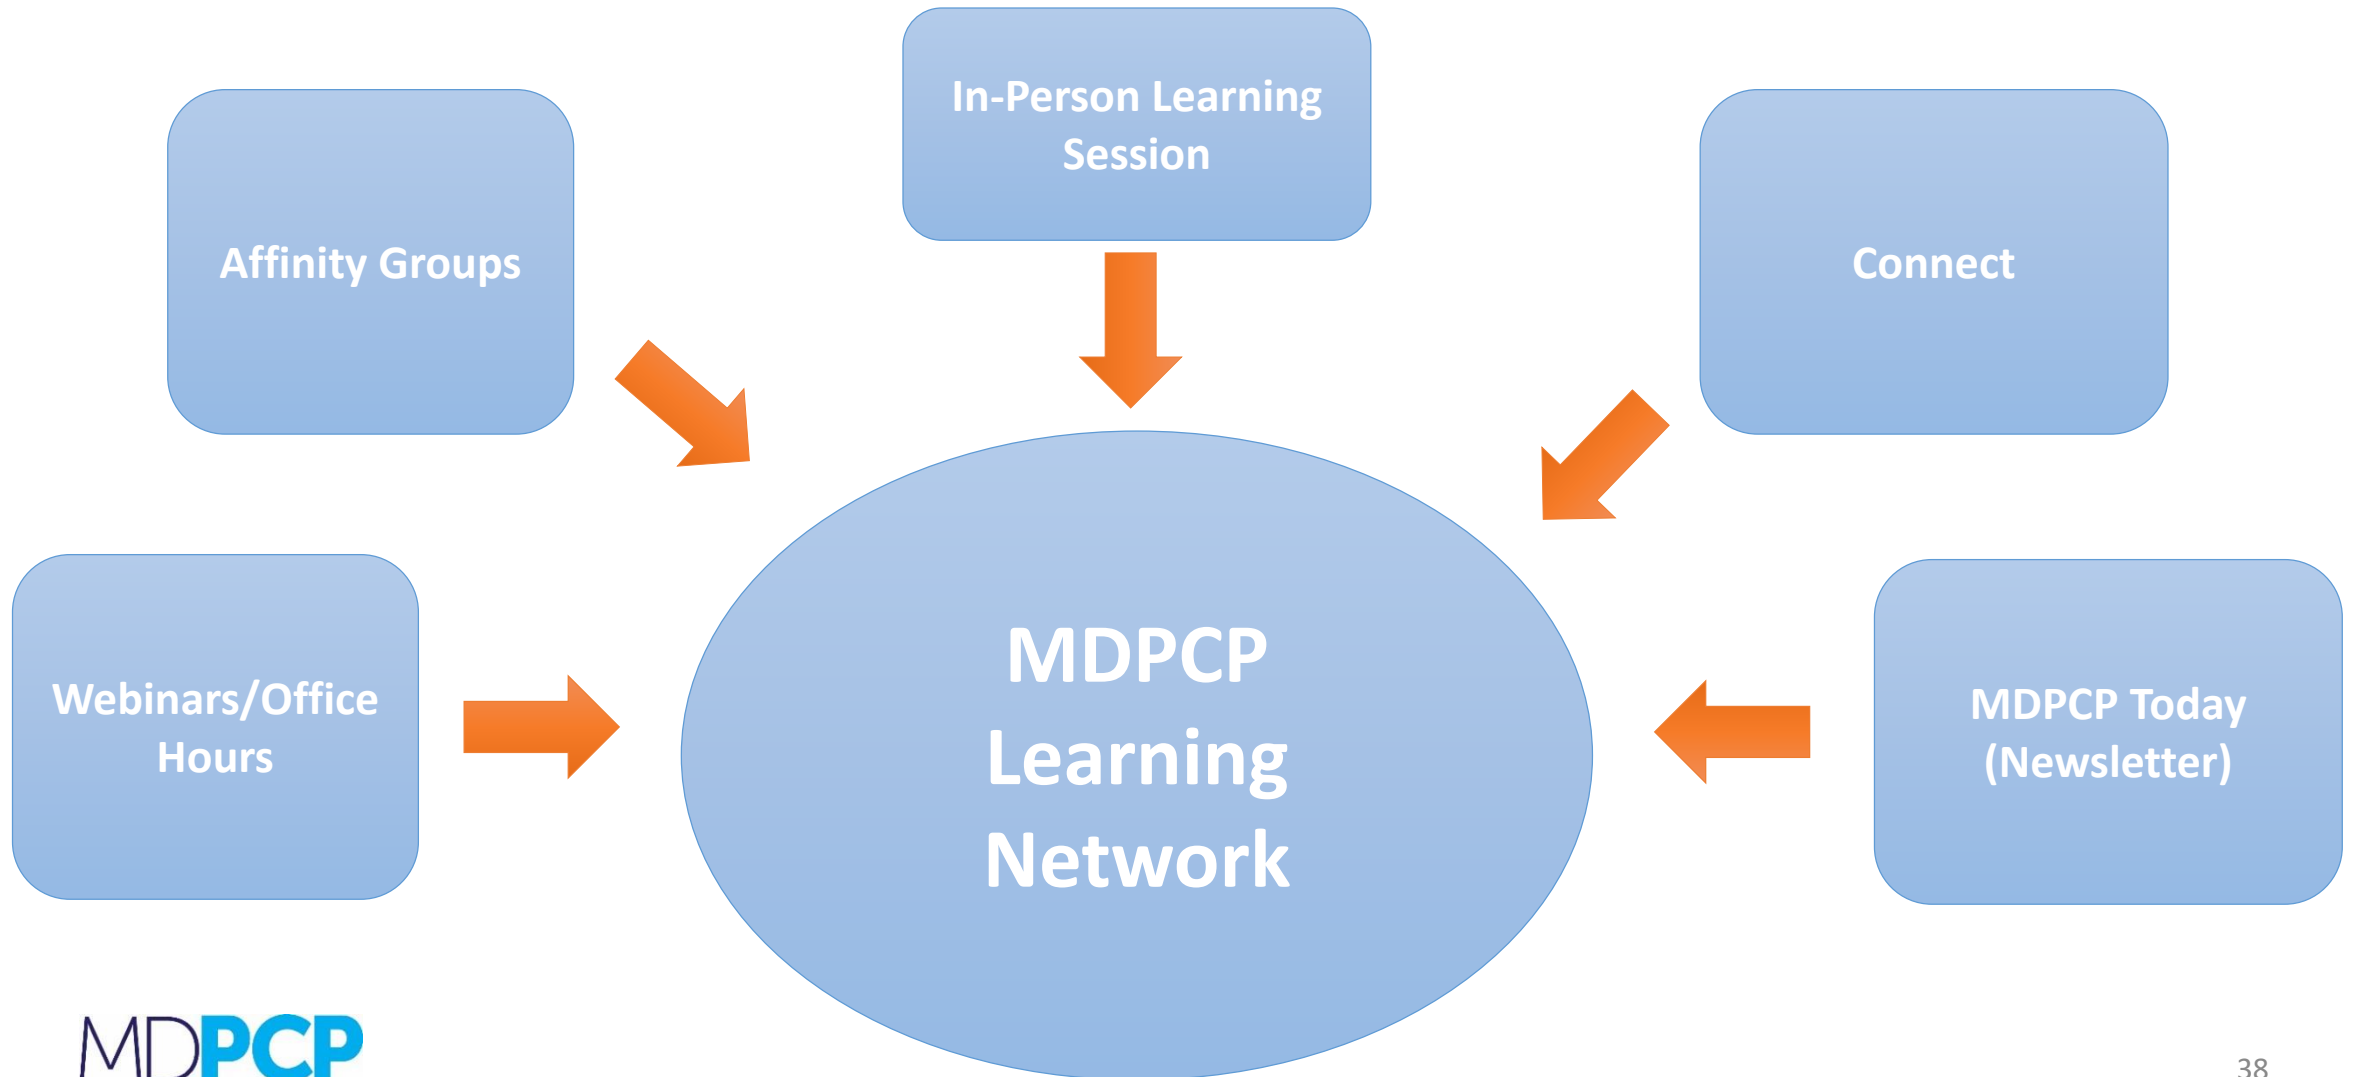 In-Person Learning
Session
Affinity Groups
Connect
MDPCP
Learning
Network
Webinars/Office
Hours
MDPCP Today
(Newsletter)
MDPCP
38